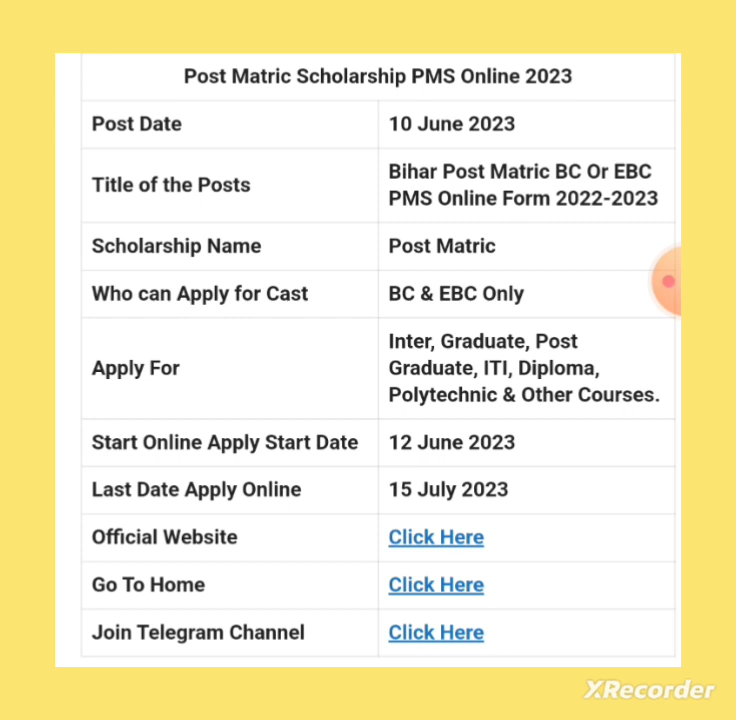 Post Matric Scholarship PMS Online 2023
Post Date
10 June 2023
Title of the Posts
Bihar Post Matric BC Or EBC
PMS Online Form 2022-2023
Scholarship Name
Post Matric
Who can Apply for Cast
BC & EBC Only
Apply For
Inter, Graduate, Post
Graduate, ITI, Diploma,
Polytechnic & Other Courses.
Start Online Apply Start Date
12 June 2023
Last Date Apply Online
15 July 2023
Official Website
Click Here
Go To Home
Click Here
Join Telegram Channel
Click Here
XRecorder